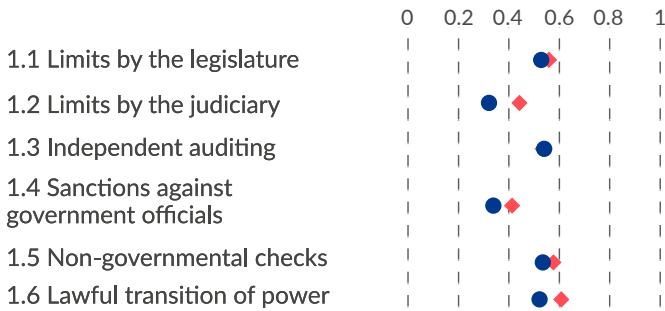 0 0.2 0.4 0.6 0.8 1
1.1 Limits by the legislature
1.2 Limits by the judiciary
1.3 Independent auditing
1.4 Sanctions against
government officials
1.5 Non-governmental checks
1.6 Lawful transition of power